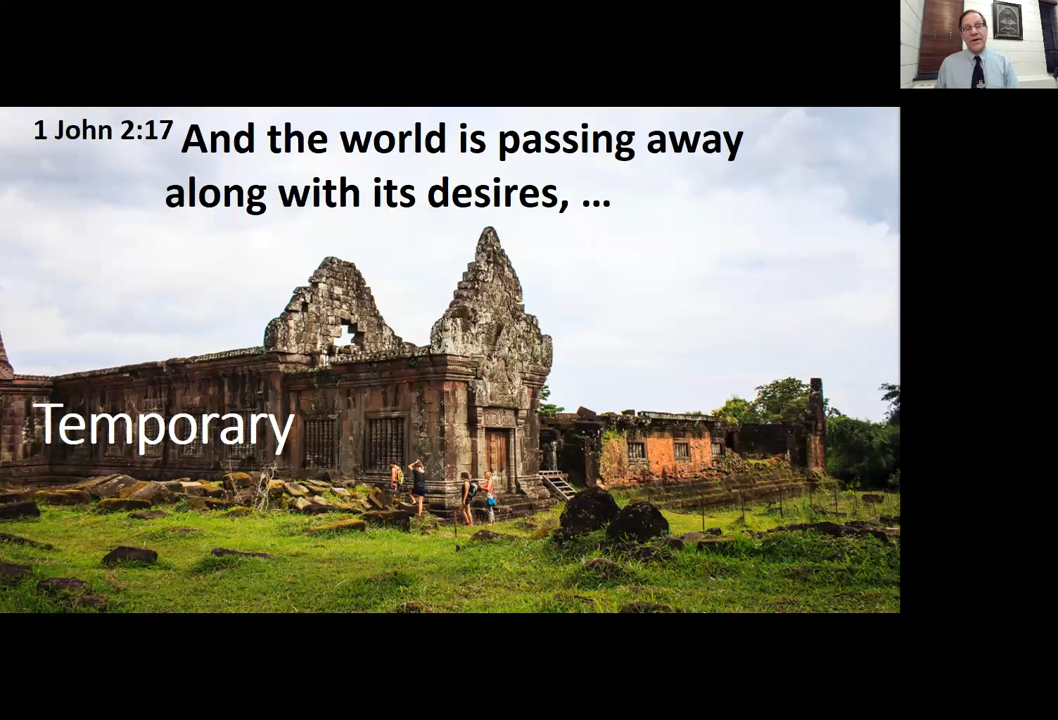 1 John 2:17 And the world is passing away
along with its desires, ...
Temporary